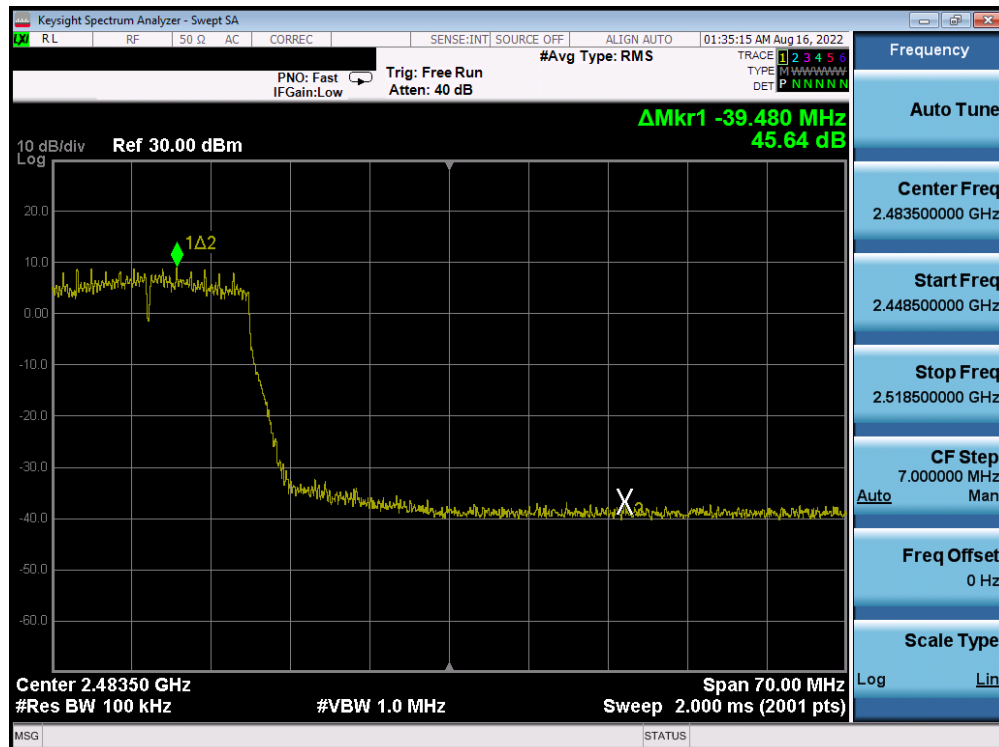 Keysight Spectrum Analyzer - Swept SA
LXI RL RF 50 Ω AC CORREC SENSE:INT SOURCE OFF ALIGN AUTO 01:35:15 AM Aug 16, 2022
#Avg Type: RMS
TRACE 1 2 3 4 5 6
PNO: Fast Trig: Free Run
TYPE M WWWWW
IFGain:Low Atten: 40 dB
DET P N N N N N
ΔMkr1 -39.480 MHz
45.64 dB
10 dB/div Ref 30.00 dBm
Log
20.0
1Δ2
10.0
0.00
-10.0
-20.0
-30.0
X2
-40.0
-50.0
-60.0
Center 2.48350 GHz Span 70.00 MHz
#Res BW 100 kHz #VBW 1.0 MHz Sweep 2.000 ms (2001 pts)
MSG STATUS
Frequency
Auto Tune
Center Freq
2.483500000 GHz
Start Freq
2.448500000 GHz
Stop Freq
2.518500000 GHz
CF Step
7.000000 MHz
Auto Man
Freq Offset
0 Hz
Scale Type
Log Lin